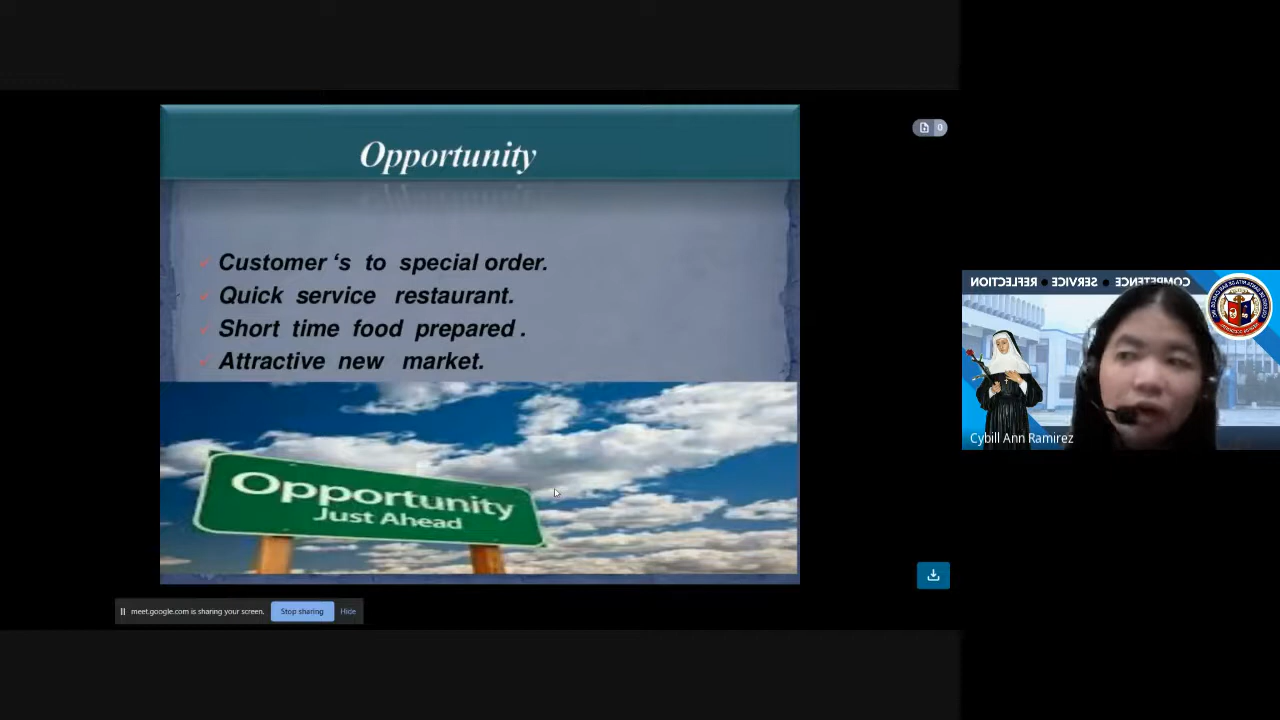 Opportunity
Customer ‘s to special order.
Quick service restaurant.
Short time food prepared .
Attractive new market.
Opportunity
Just Ahead
0
meet.google.com is sharing your screen.
Stop sharing
Hide
COMPETENCE • SERVICE • REFLECTION
Cybill Ann Ramirez